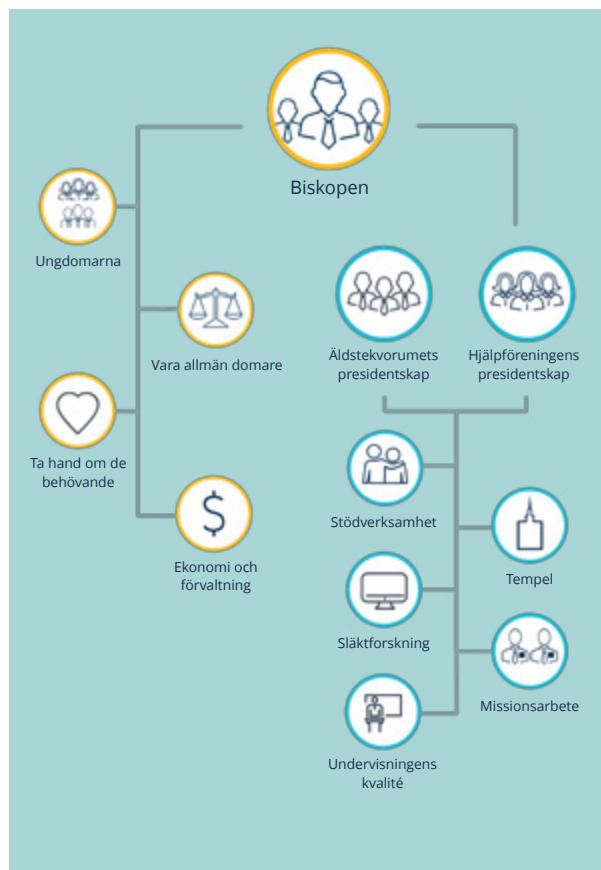 Biskopen
Ungdomarna
Vara allmän domare
Ta hand om de
behövande
$
Ekonomi och
förvaltning
Äldstekvorumets
presidentskap
Hjälpföreningens
presidentskap
Stödverksamhet
Tempel
Släktforskning
Missionsarbete
Undervisningens
kvalité